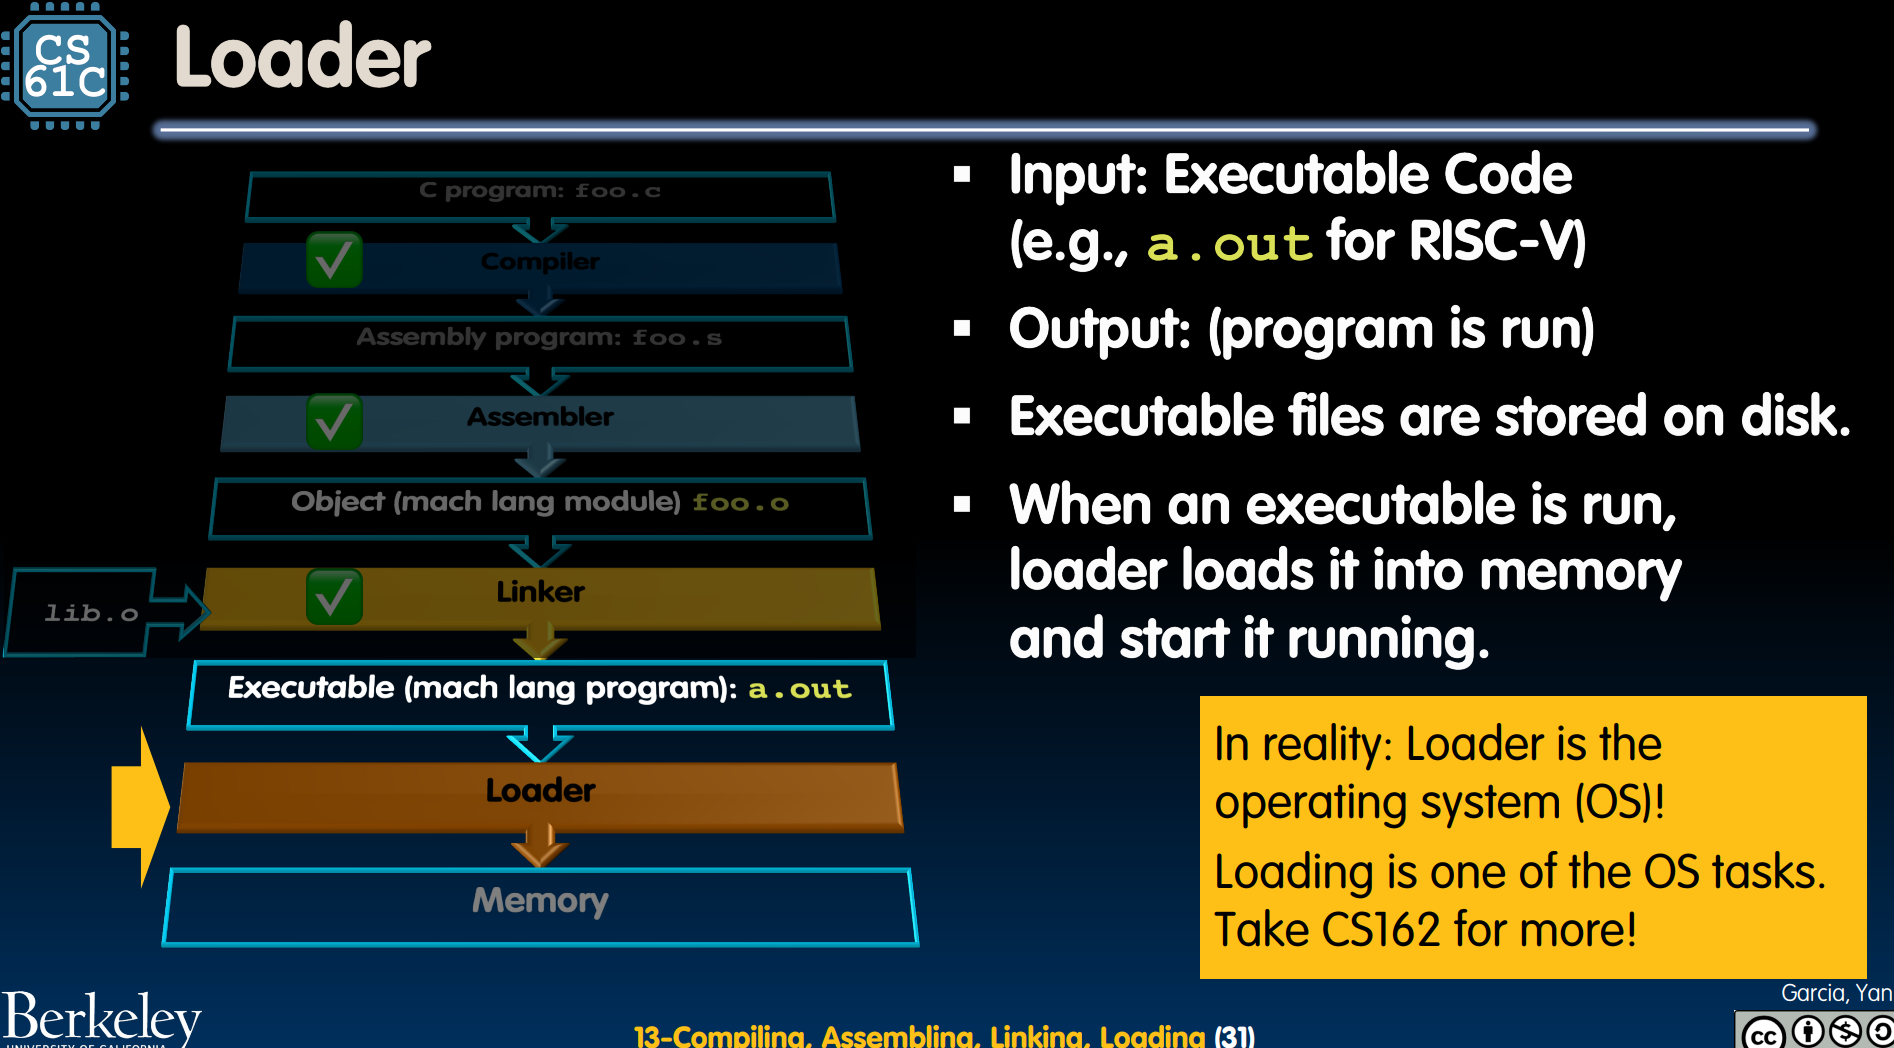 CS
61C
Loader
C program: foo.c
Compiler
Assembly program: foo.s
Assembler
Object (mach lang module) foo.o
lib.o
Linker
Executable (mach lang program): a.out
Loader
Memory
Input: Executable Code
(e.g., a.out for RISC-V)
Output: (program is run)
Executable files are stored on disk.
When an executable is run,
loader loads it into memory
and start it running.
In reality: Loader is the
operating system (OS)!
Loading is one of the OS tasks.
Take CS162 for more!
Berkeley
UNIVERSITY OF CALIFORNIA
13-Compiling, Assembling, Linking, Loading (31)
Garcia, Yan
cc